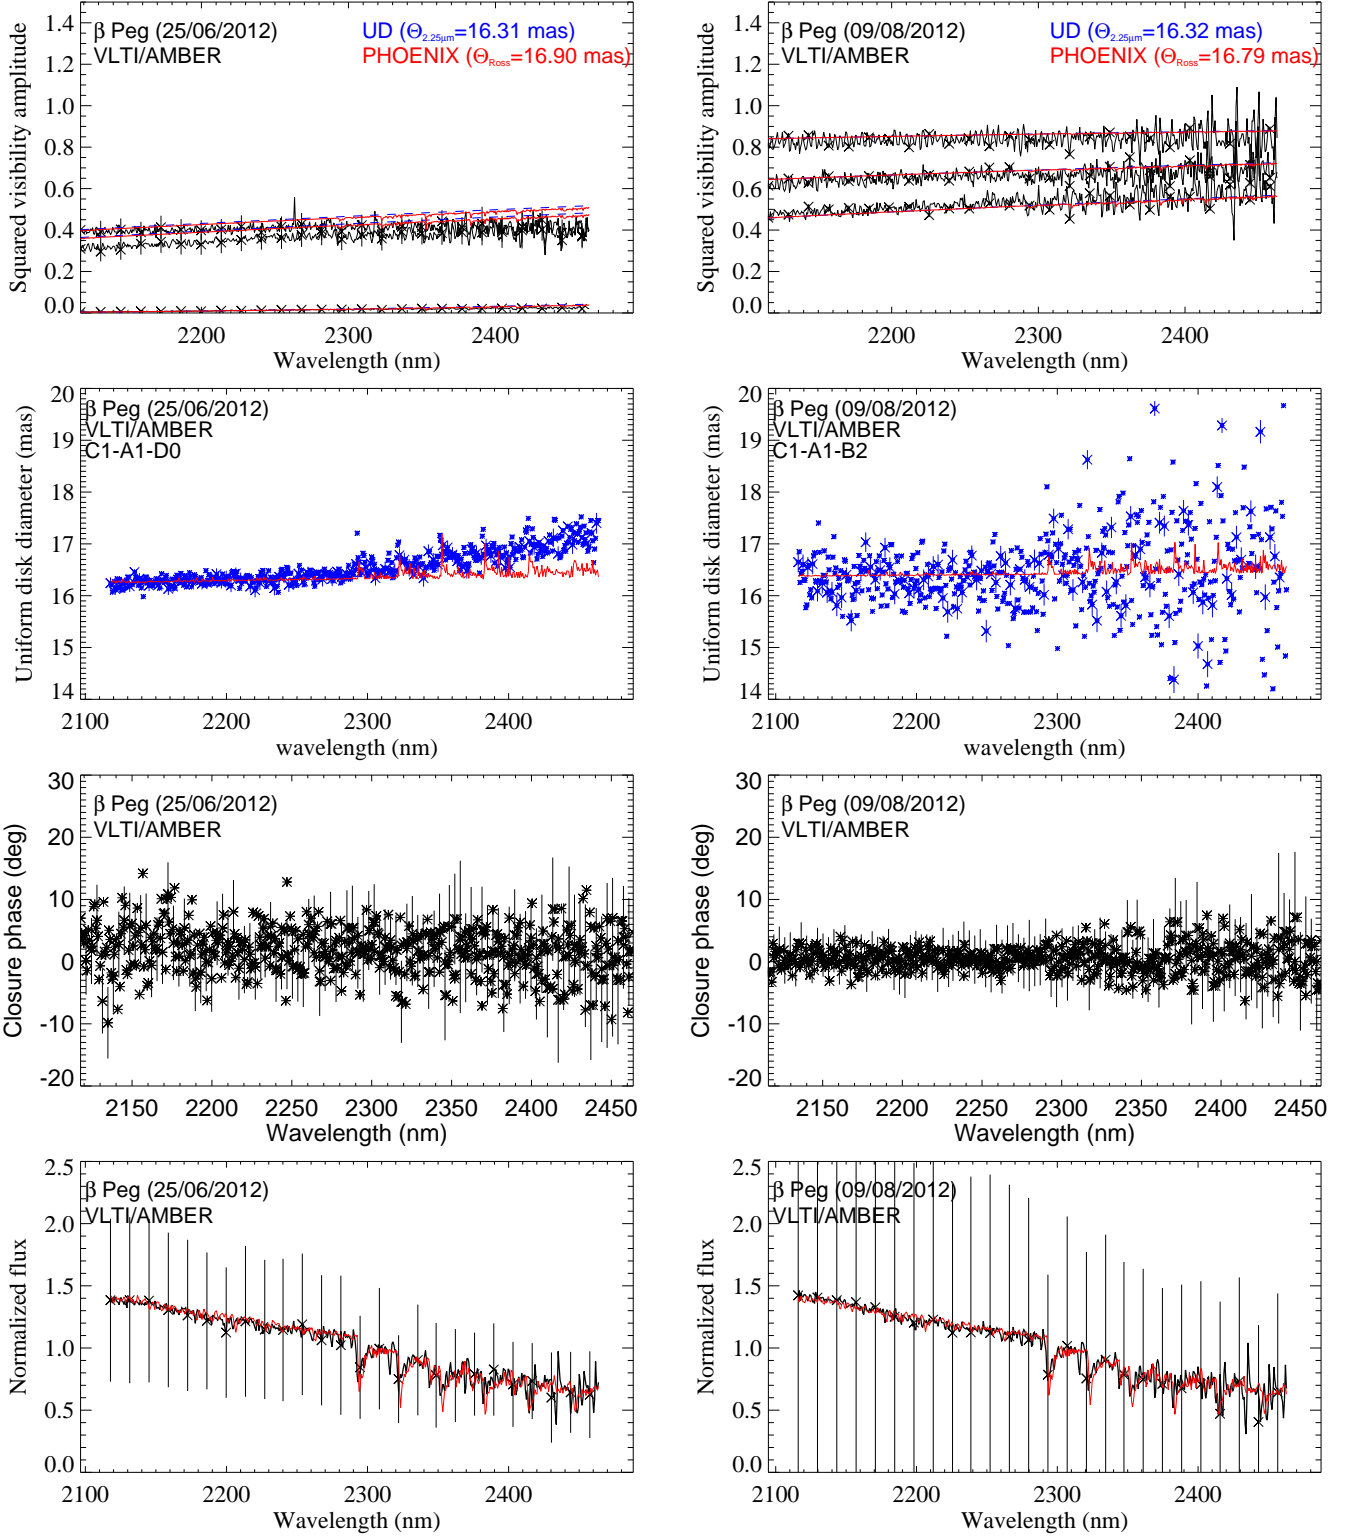 β Peg (25/06/2012)
VLTI/AMBER
UD (Θ2.25μm=16.31 mas)
PHOENIX (ΘRoss=16.90 mas)
Squared visibility amplitude
1.4
1.2
1.0
0.8
0.6
0.4
0.2
0.0
2200
2300
2400
Wavelength (nm)
β Peg (09/08/2012)
VLTI/AMBER
UD (Θ2.25μm=16.32 mas)
PHOENIX (ΘRoss=16.79 mas)
Squared visibility amplitude
1.4
1.2
1.0
0.8
0.6
0.4
0.2
0.0
2200
2300
2400
Wavelength (nm)
β Peg (25/06/2012)
VLTI/AMBER
C1-A1-D0
Uniform disk diameter (mas)
20
19
18
17
16
15
14
2100
2200
2300
2400
wavelength (nm)
β Peg (09/08/2012)
VLTI/AMBER
C1-A1-B2
Uniform disk diameter (mas)
20
19
18
17
16
15
14
2100
2200
2300
2400
wavelength (nm)
β Peg (25/06/2012)
VLTI/AMBER
Closure phase (deg)
30
20
10
0
-10
-20
2150
2200
2250
2300
2350
2400
2450
Wavelength (nm)
β Peg (09/08/2012)
VLTI/AMBER
Closure phase (deg)
30
20
10
0
-10
-20
2150
2200
2250
2300
2350
2400
2450
Wavelength (nm)
β Peg (25/06/2012)
VLTI/AMBER
Normalized flux
2.5
2.0
1.5
1.0
0.5
0.0
2100
2200
2300
2400
Wavelength (nm)
β Peg (09/08/2012)
VLTI/AMBER
Normalized flux
2.5
2.0
1.5
1.0
0.5
0.0
2100
2200
2300
2400
Wavelength (nm)